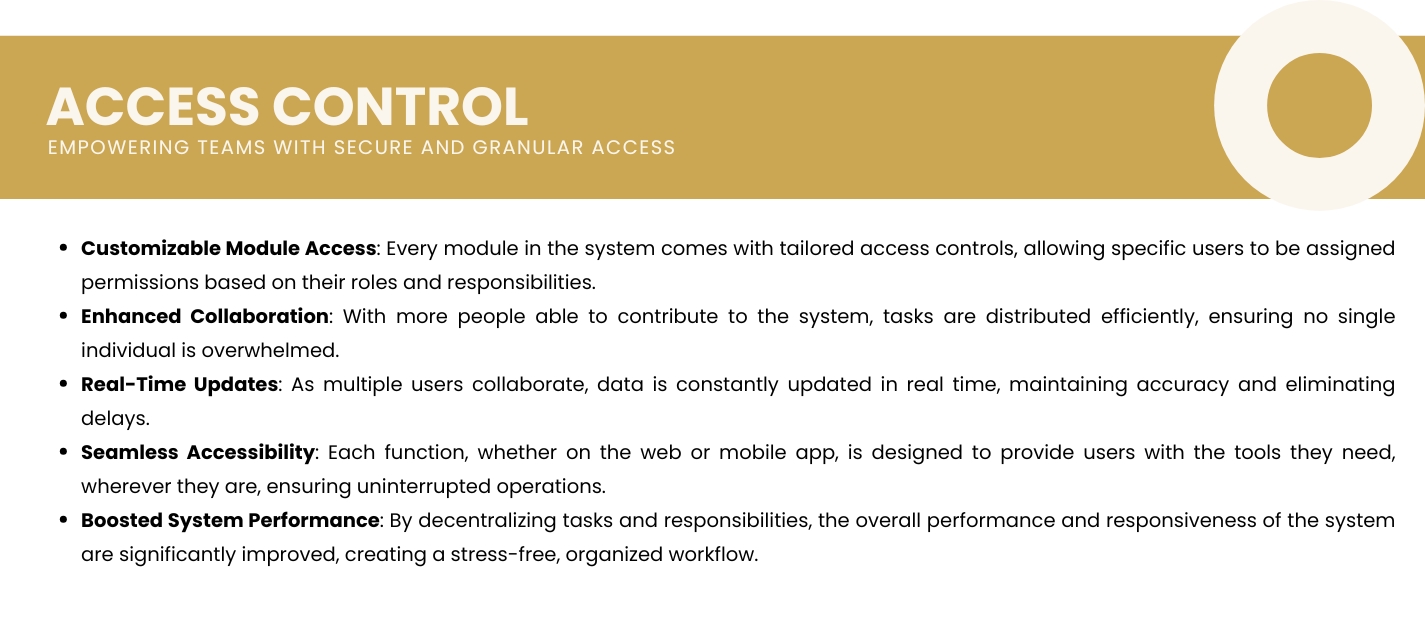 ACCESS CONTROL
EMPOWERING TEAMS WITH SECURE AND GRANULAR ACCESS
• Customizable Module Access: Every module in the system comes with tailored access controls, allowing specific users to be assigned
permissions based on their roles and responsibilities.
• Enhanced Collaboration: With more people able to contribute to the system, tasks are distributed efficiently, ensuring no single
individual is overwhelmed.
• Real-Time Updates: As multiple users collaborate, data is constantly updated in real time, maintaining accuracy and eliminating
delays.
• Seamless Accessibility: Each function, whether on the web or mobile app, is designed to provide users with the tools they need,
wherever they are, ensuring uninterrupted operations.
• Boosted System Performance: By decentralizing tasks and responsibilities, the overall performance and responsiveness of the system
are significantly improved, creating a stress-free, organized workflow.